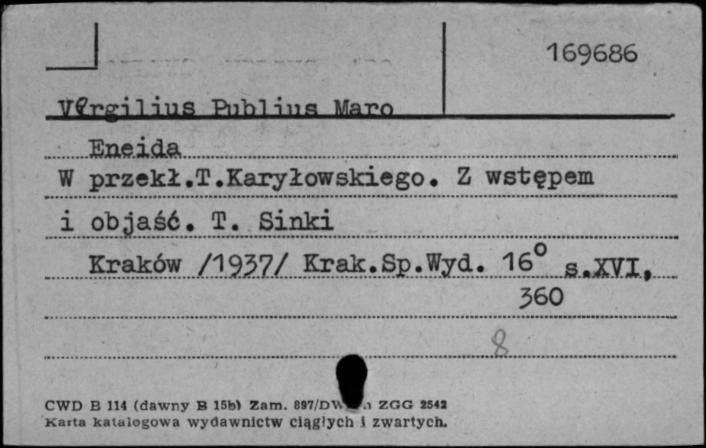 169686
Vergilius Publius Maro
Eneida
W przekł.T.Karyłowskiego. Z wstępem
i objaść. T. Sinki
Kraków /1937/ Krak.Sp.Wyd. 16° s.XVI,
360
8
CWD B 114 (dawny B 15b) Zam. 897/DW ZGG 2542
Karta katalogowa wydawnictw ciągłych i zwartych.